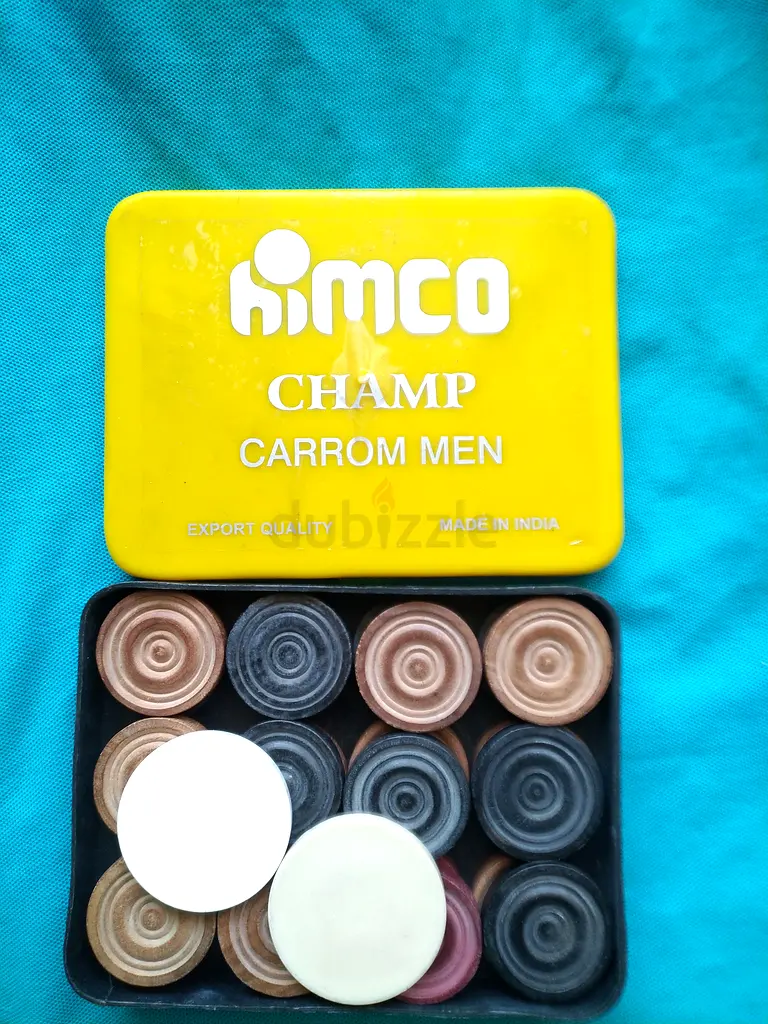 himco
CHAMP
CARROM MEN
EXPORT QUALITY MADE IN INDIA
dubizzle